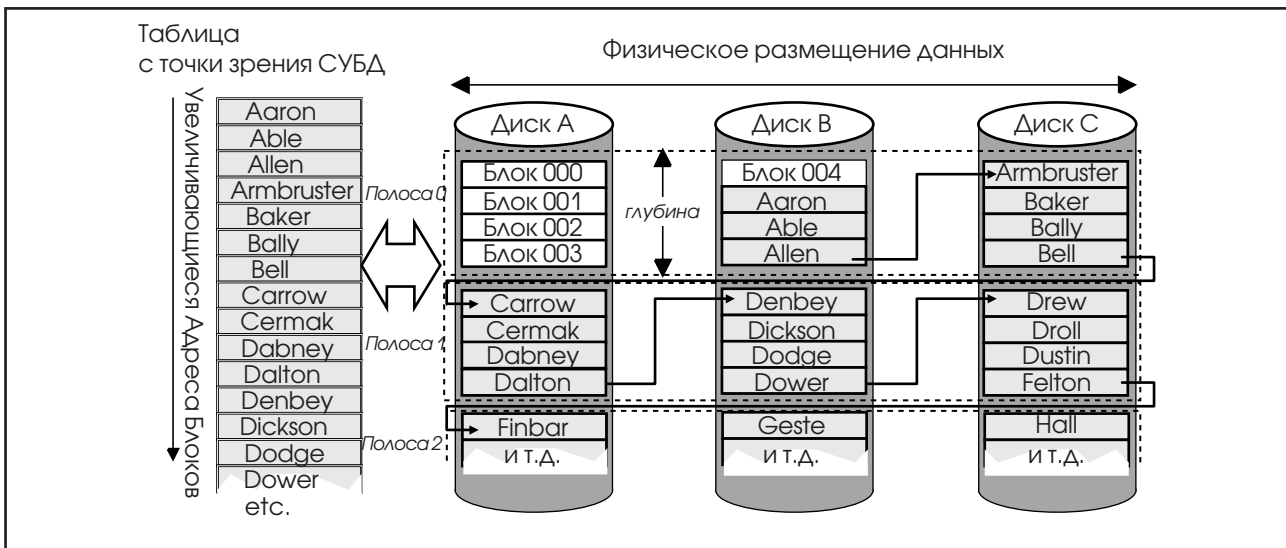 Таблица
с точки зрения СУБД
Физическое размещение данных
Увеличивающиеся Адреса Блоков
Aaron
Able
Allen
Armbruster
Baker
Bally
Bell
Carrow
Cermak
Dabney
Dalton
Denbey
Dickson
Dodge
Dower
etc.
Полоса 0
Полоса 1
Полоса 2
Диск A
Блок 000
Блок 001
Блок 002
Блок 003
Carrow
Cermak
Dabney
Dalton
Finbar
и т.д.
глубина
Диск B
Блок 004
Aaron
Able
Allen
Denbey
Dickson
Dodge
Dower
Geste
и т.д.
Диск C
Armbruster
Baker
Bally
Bell
Drew
Droll
Dustin
Felton
Hall
и т.д.